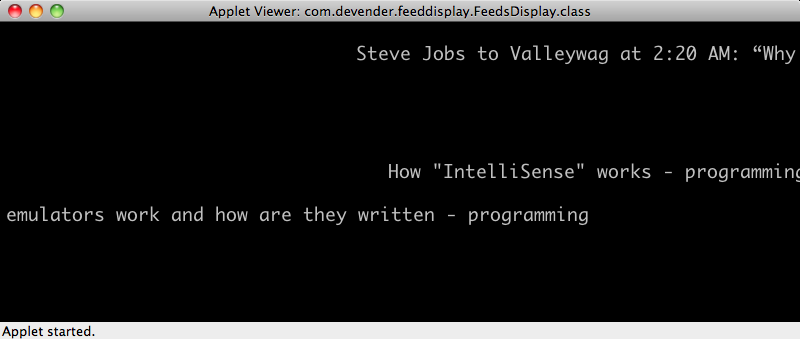 Applet Viewer: com.devender.feeddisplay.FeedsDisplay.class
Steve Jobs to Valleywag at 2:20 AM: “Why
How "IntelliSense" works - programming
emulators work and how are they written - programming
Applet started.